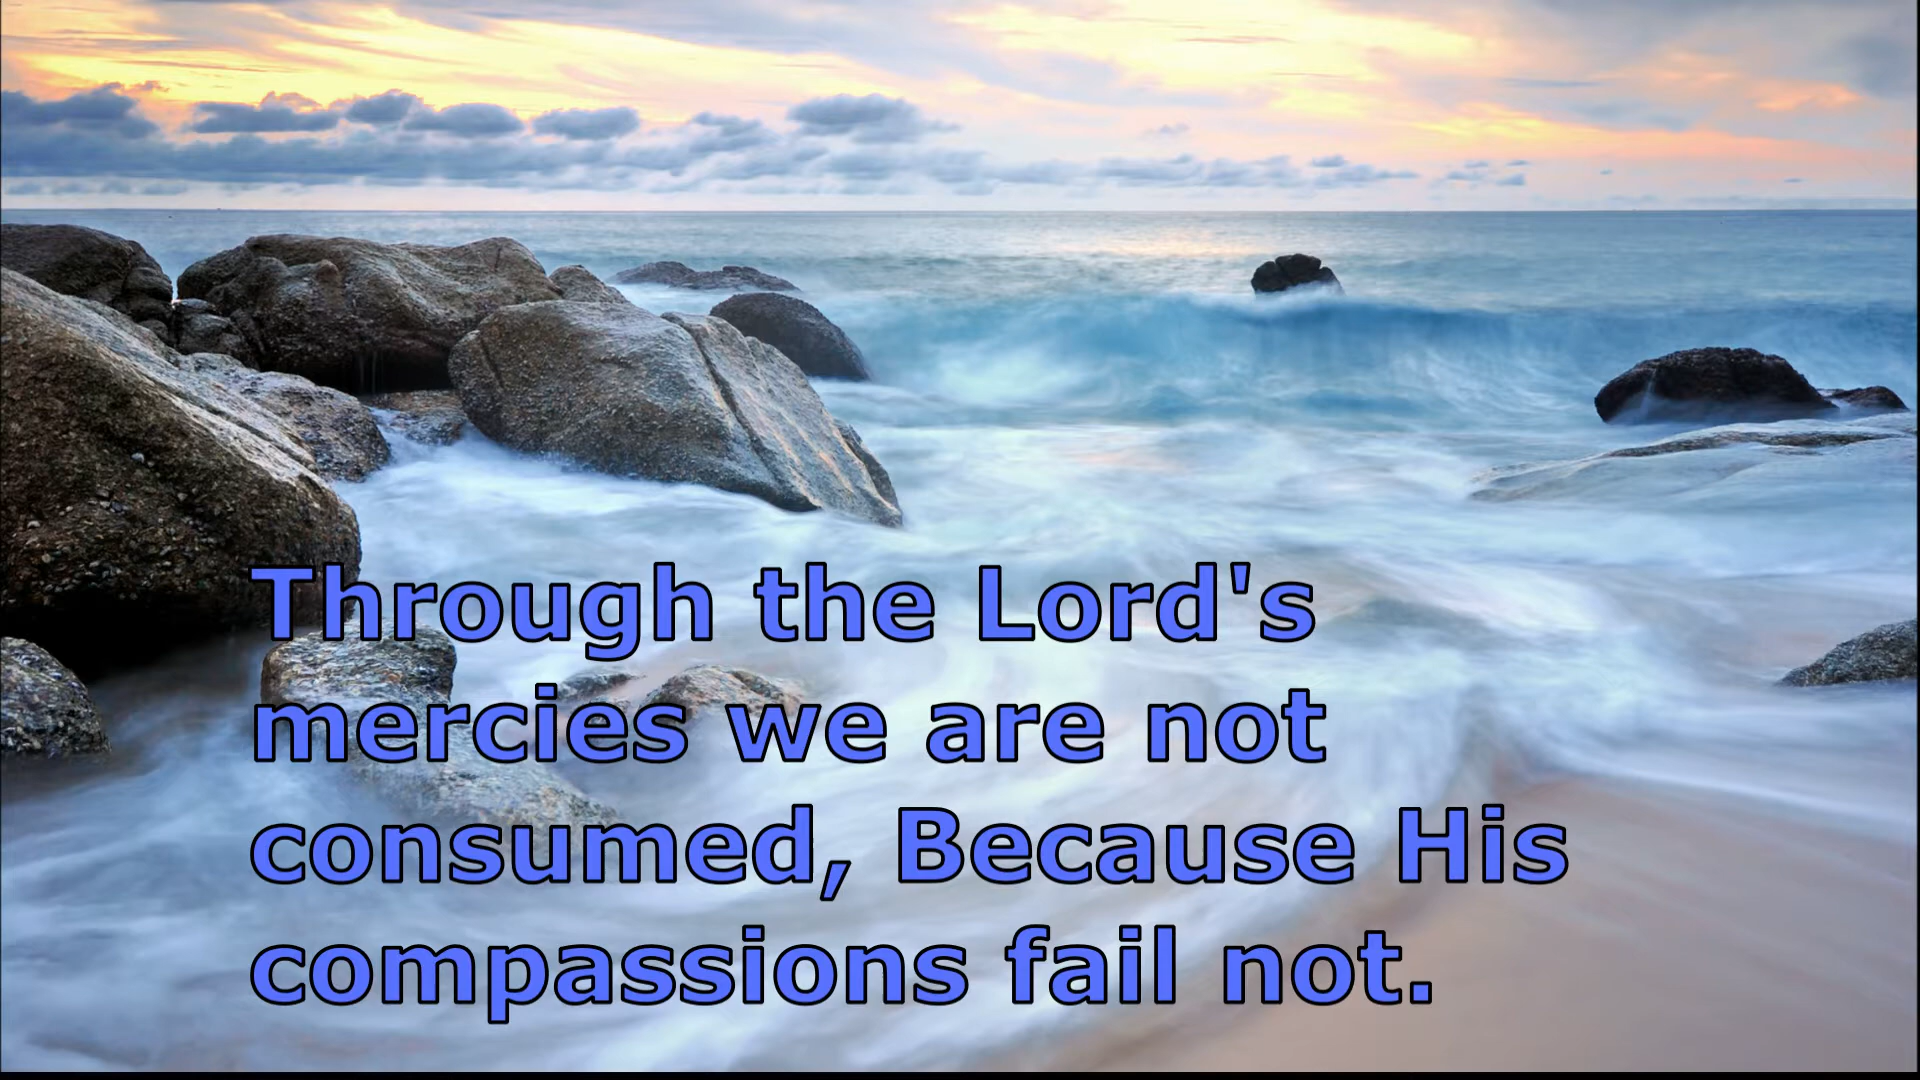 Through the Lord's
mercies we are not
consumed, Because His
compassions fail not.